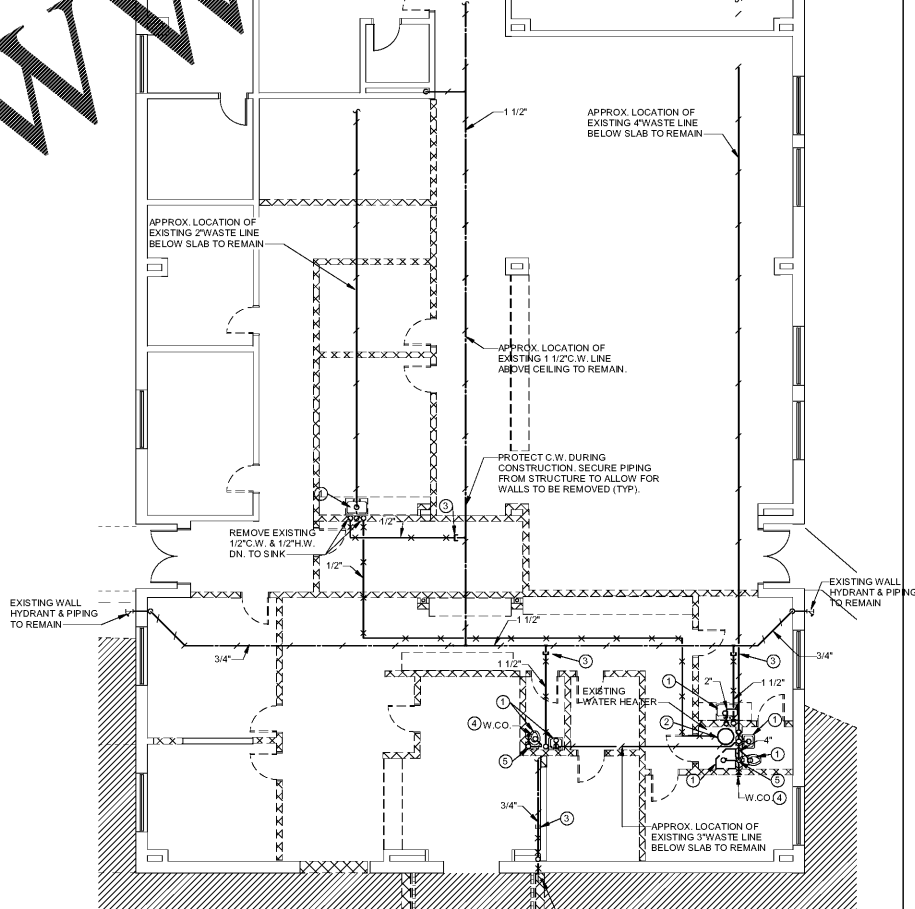 WW
1 1/2"
APPROX. LOCATION OF
EXISTING 4"WASTE LINE
BELOW SLAB TO REMAIN
APPROX. LOCATION OF
EXISTING 2"WASTE LINE
BELOW SLAB TO REMAIN
APPROX. LOCATION OF
EXISTING 1 1/2"C.W. LINE
ABOVE CEILING TO REMAIN.
PROTECT C.W. DURING
CONSTRUCTION. SECURE PIPING
FROM STRUCTURE TO ALLOW FOR
WALLS TO BE REMOVED (TYP).
1
3
1/2"
REMOVE EXISTING
1/2"C.W. & 1/2"H.W.
DN. TO SINK
1/2"
EXISTING WALL
HYDRANT & PIPING
TO REMAIN
EXISTING WALL
HYDRANT & PIPING
TO REMAIN
1 1/2"
3/4"
3/4"
1 1/2"
3
3
1
2"
1 1/2"
EXISTING
WATER HEATER
1
2
1
4 W.CO.
4"
5
1
1
5
W.CO. 4
3/4"
3
APPROX. LOCATION OF
EXISTING 3"WASTE LINE
BELOW SLAB TO REMAIN